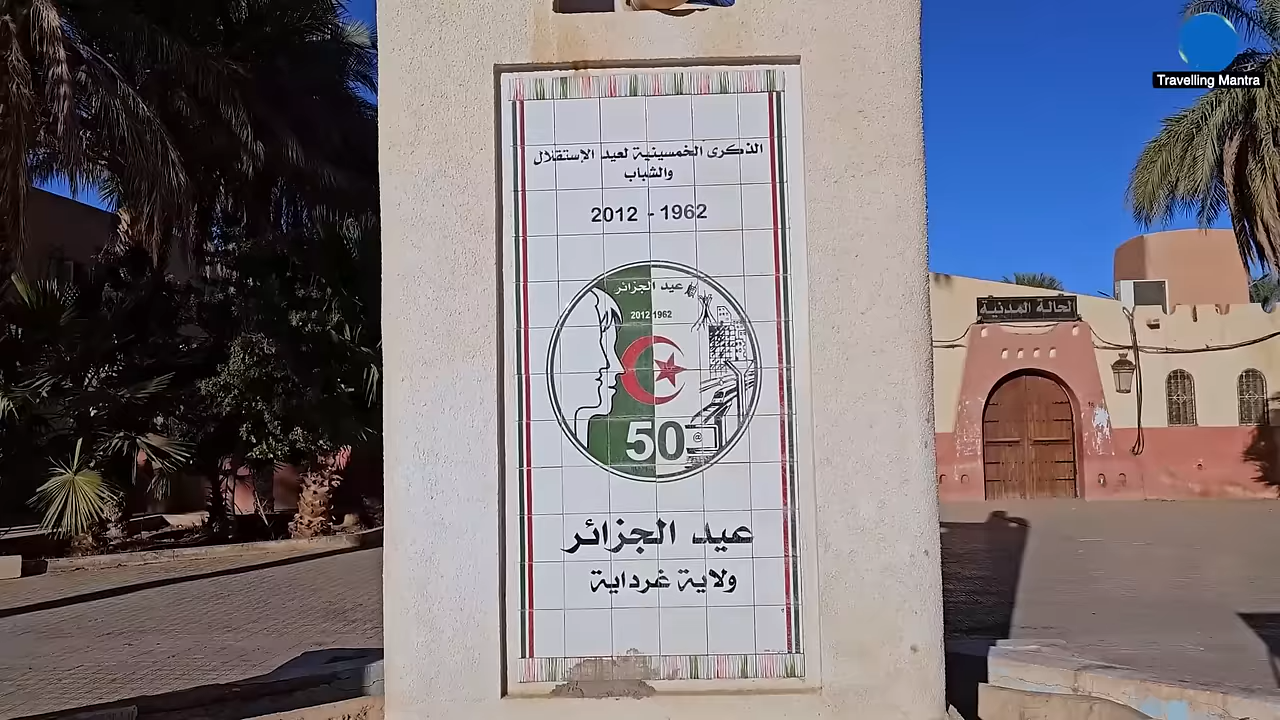 Travelling Mantra
الذكرى الخمسينية لعيد الإستقلال
والشباب
2012 - 1962
عيد الجزائر
2012 1962
50
عيد الجزائر
ولاية غرداية
الحالة المدنية